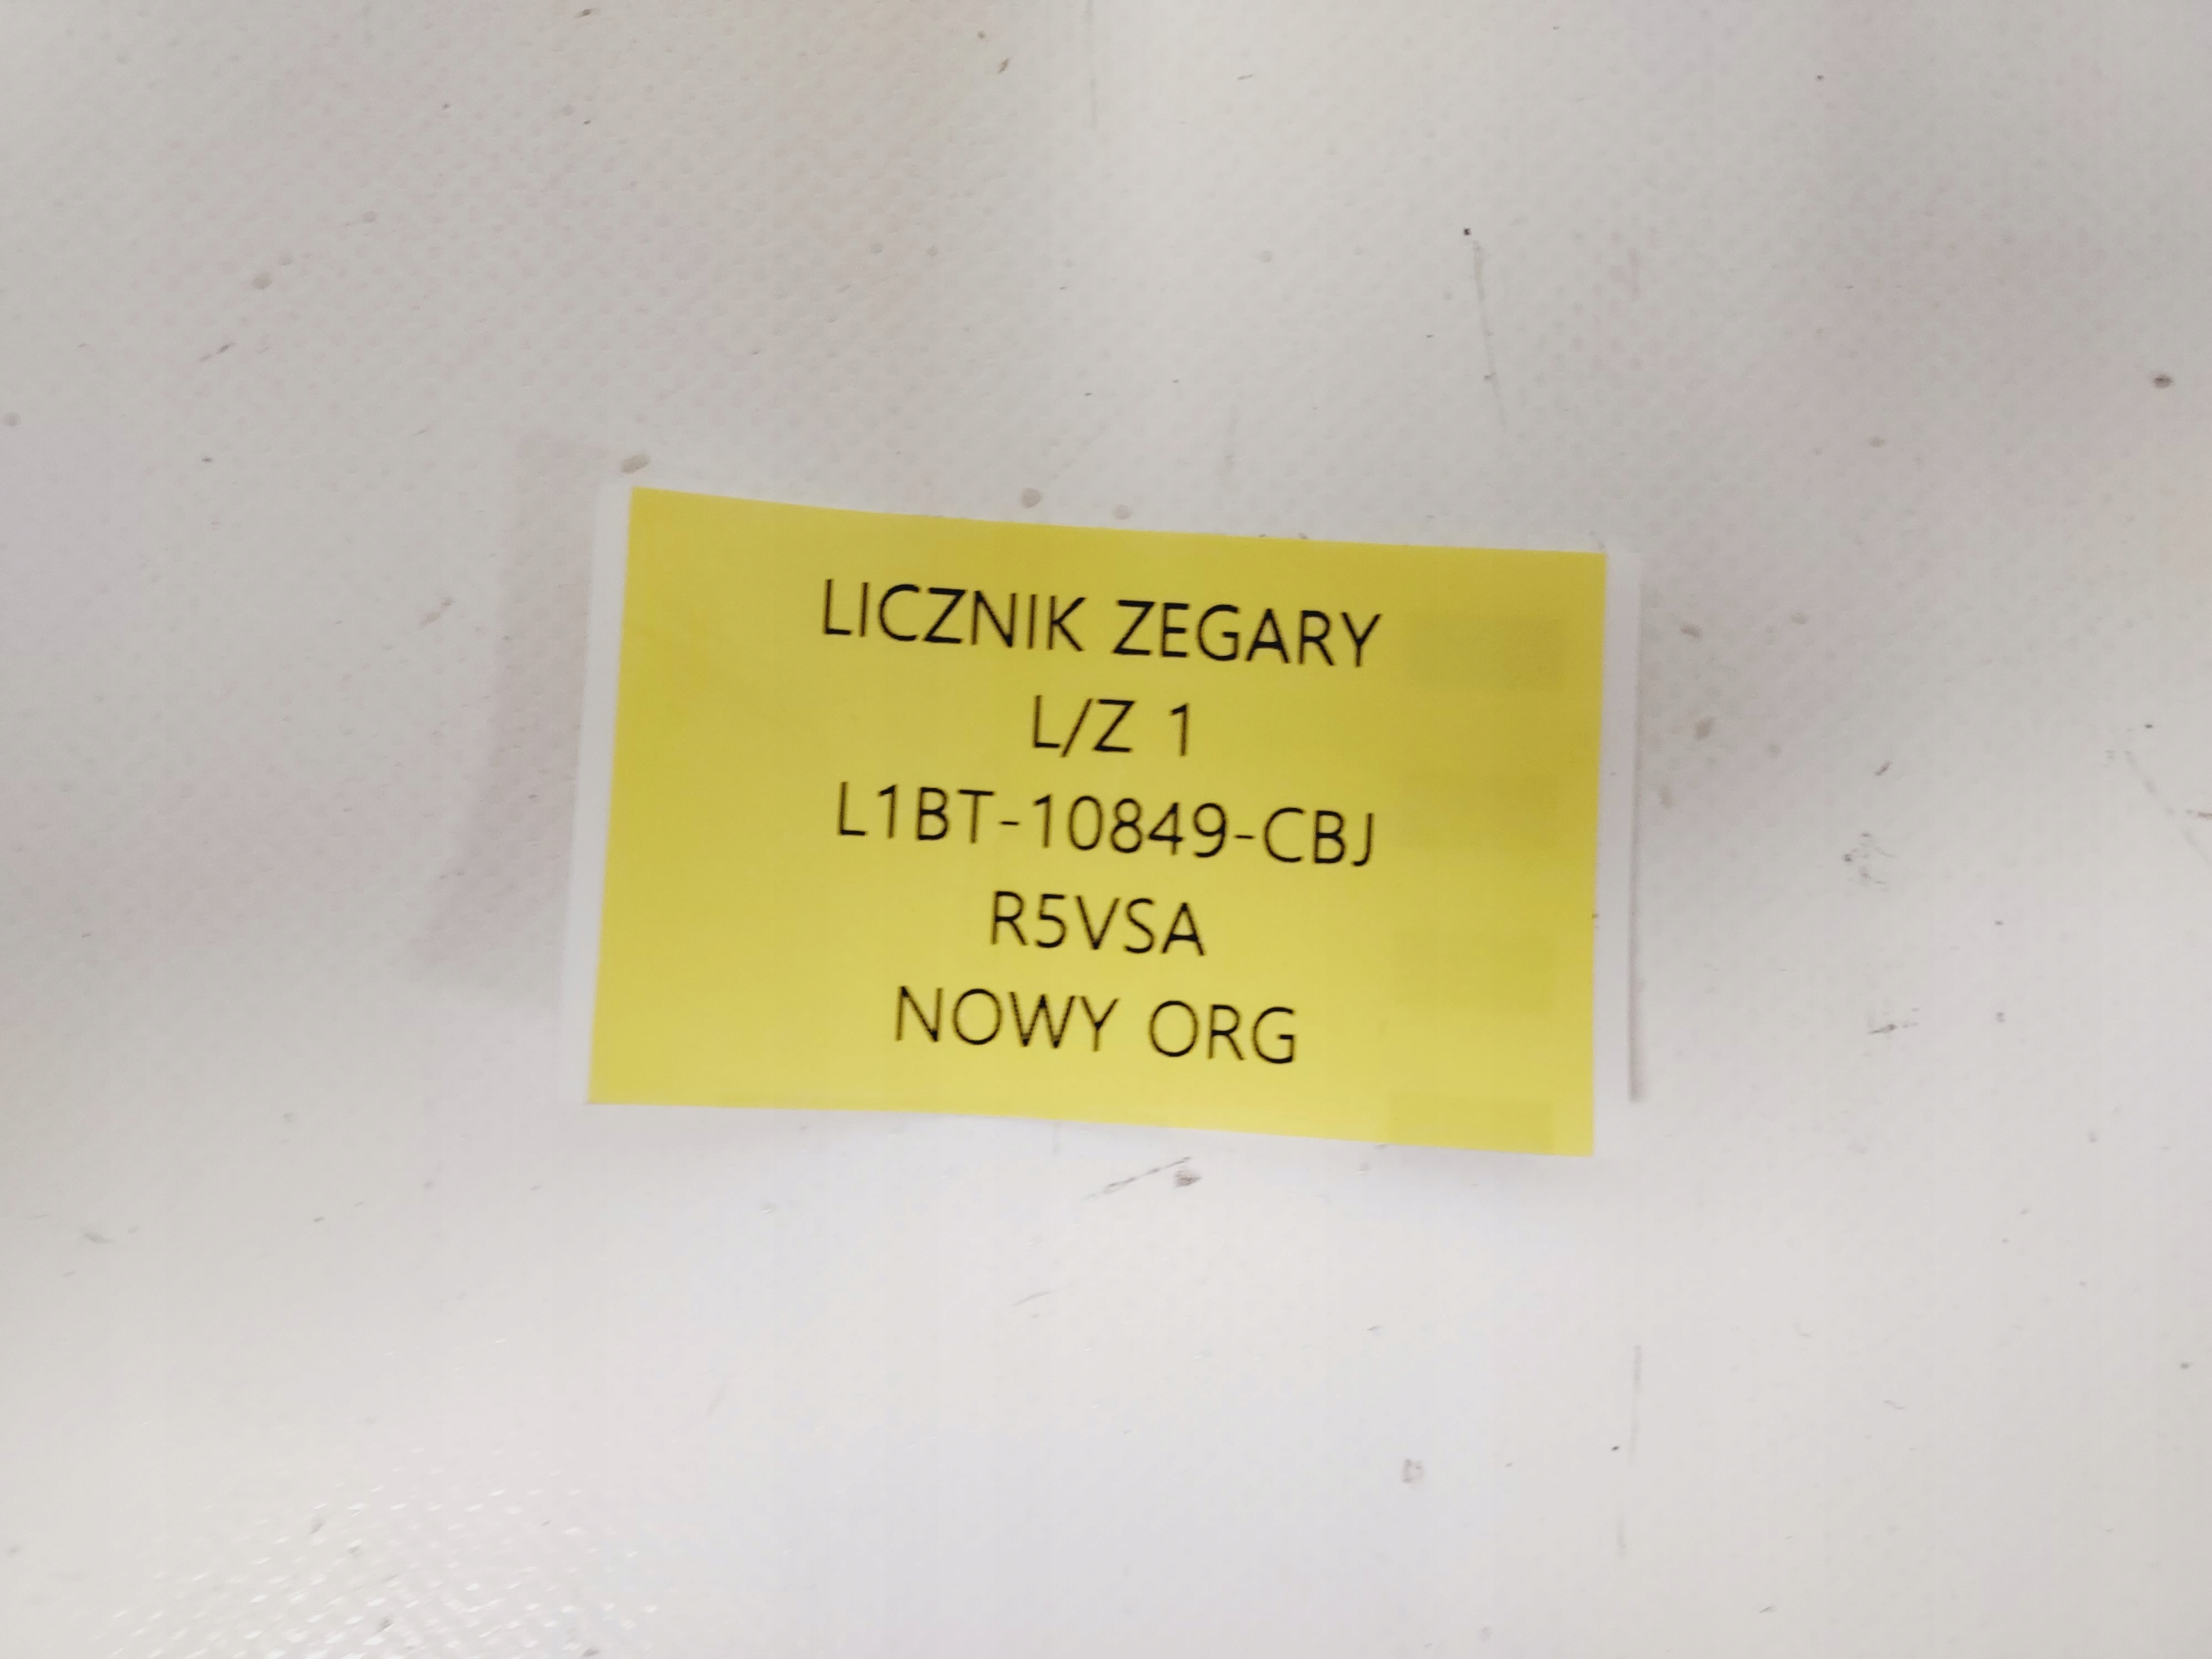 LICZNIK ZEGARY
L/Z 1
L1BT-10849-CBJ
R5VSA
NOWY ORG